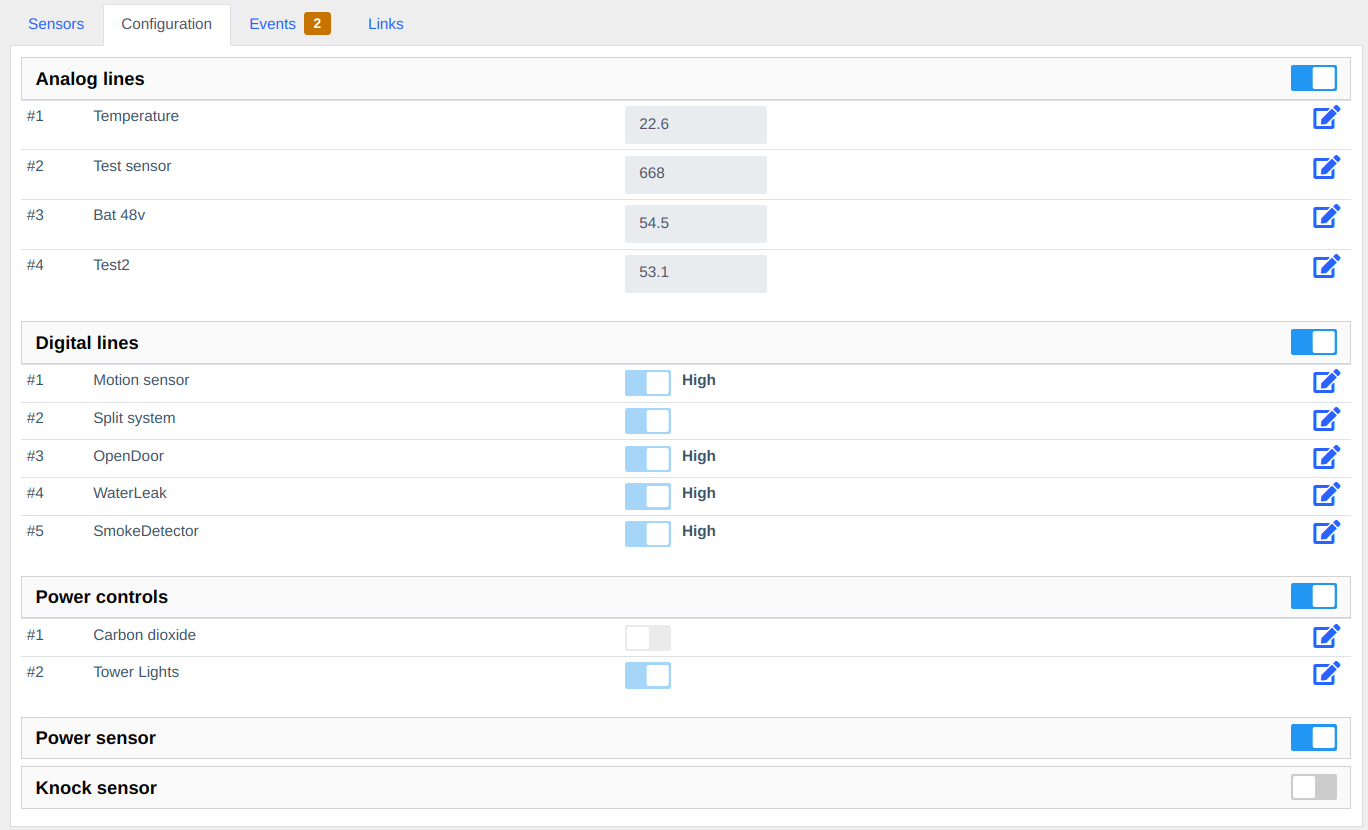 Sensors Configuration Events 2 Links
Analog lines
#1 Temperature 22.6
#2 Test sensor 668
#3 Bat 48v 54.5
#4 Test2 53.1
Digital lines
#1 Motion sensor High
#2 Split system
#3 OpenDoor High
#4 WaterLeak High
#5 SmokeDetector High
Power controls
#1 Carbon dioxide
#2 Tower Lights
Power sensor
Knock sensor